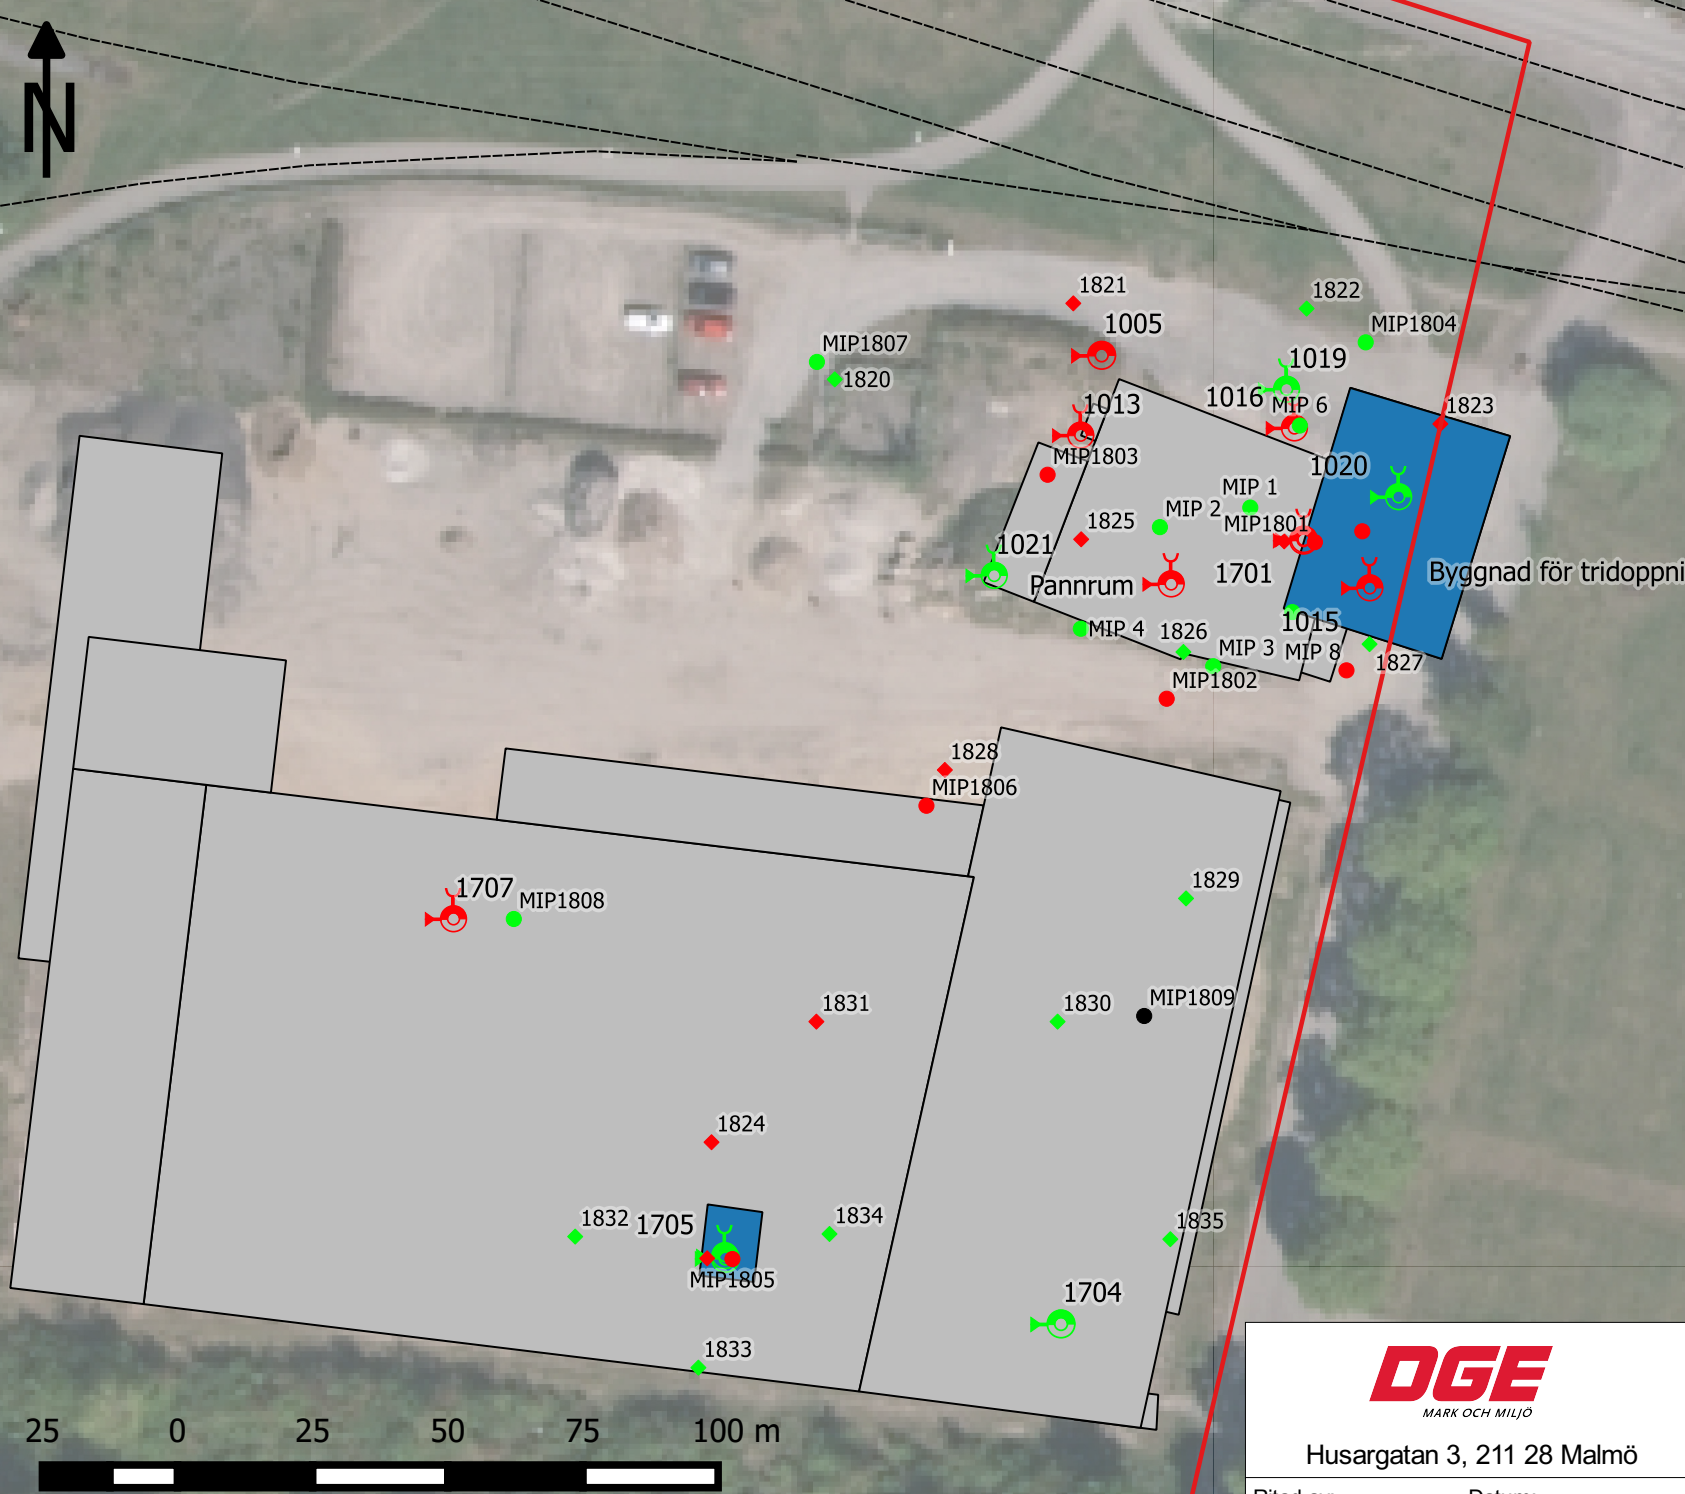 N
1821
1822
1005
MIP1804
MIP1807
1019
1820
1016
MIP 6
1013
1823
MIP1803
1020
MIP 1
MIP 2
1825
MIP1801
1021
Pannrum
1701
Byggnad för tridoppni
1015
MIP 4
1826
MIP 3
MIP 8
1827
MIP1802
1828
MIP1806
1829
1707
MIP1808
1831
1830
MIP1809
1824
1832
1705
1834
1835
MIP1805
1704
1833
25 0 25 50 75 100 m
DGE
MARK OCH MILJÖ
Husargatan 3, 211 28 Malmö